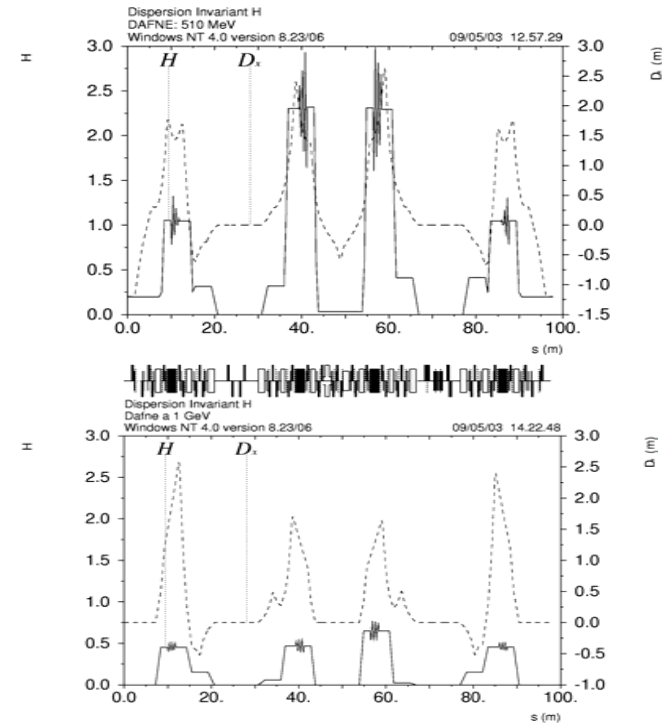 Dispersion Invariant H
DAFNE: 510 MeV
Windows NT 4.0 version 8.23/06 09/05/03 12.57.29
H
D (m)
H Dx
3.0 3.0
2.5 2.5
2.0
2.0 1.5
1.0
1.5 0.5
1.0 0.0
-0.5
0.5 -1.0
0.0 -1.5
0.0 20. 40. 60. 80. 100.
s (m)
Dispersion Invariant H
Dafne a 1 GeV
Windows NT 4.0 version 8.23/06 09/05/03 14.22.48
H
D (m)
H Dx
3.0 3.0
2.5 2.5
2.0
2.0 1.5
1.5 1.0
0.5
1.0 0.0
0.5 -0.5
0.0 -1.0
0.0 20. 40. 60. 80. 100.
s (m)